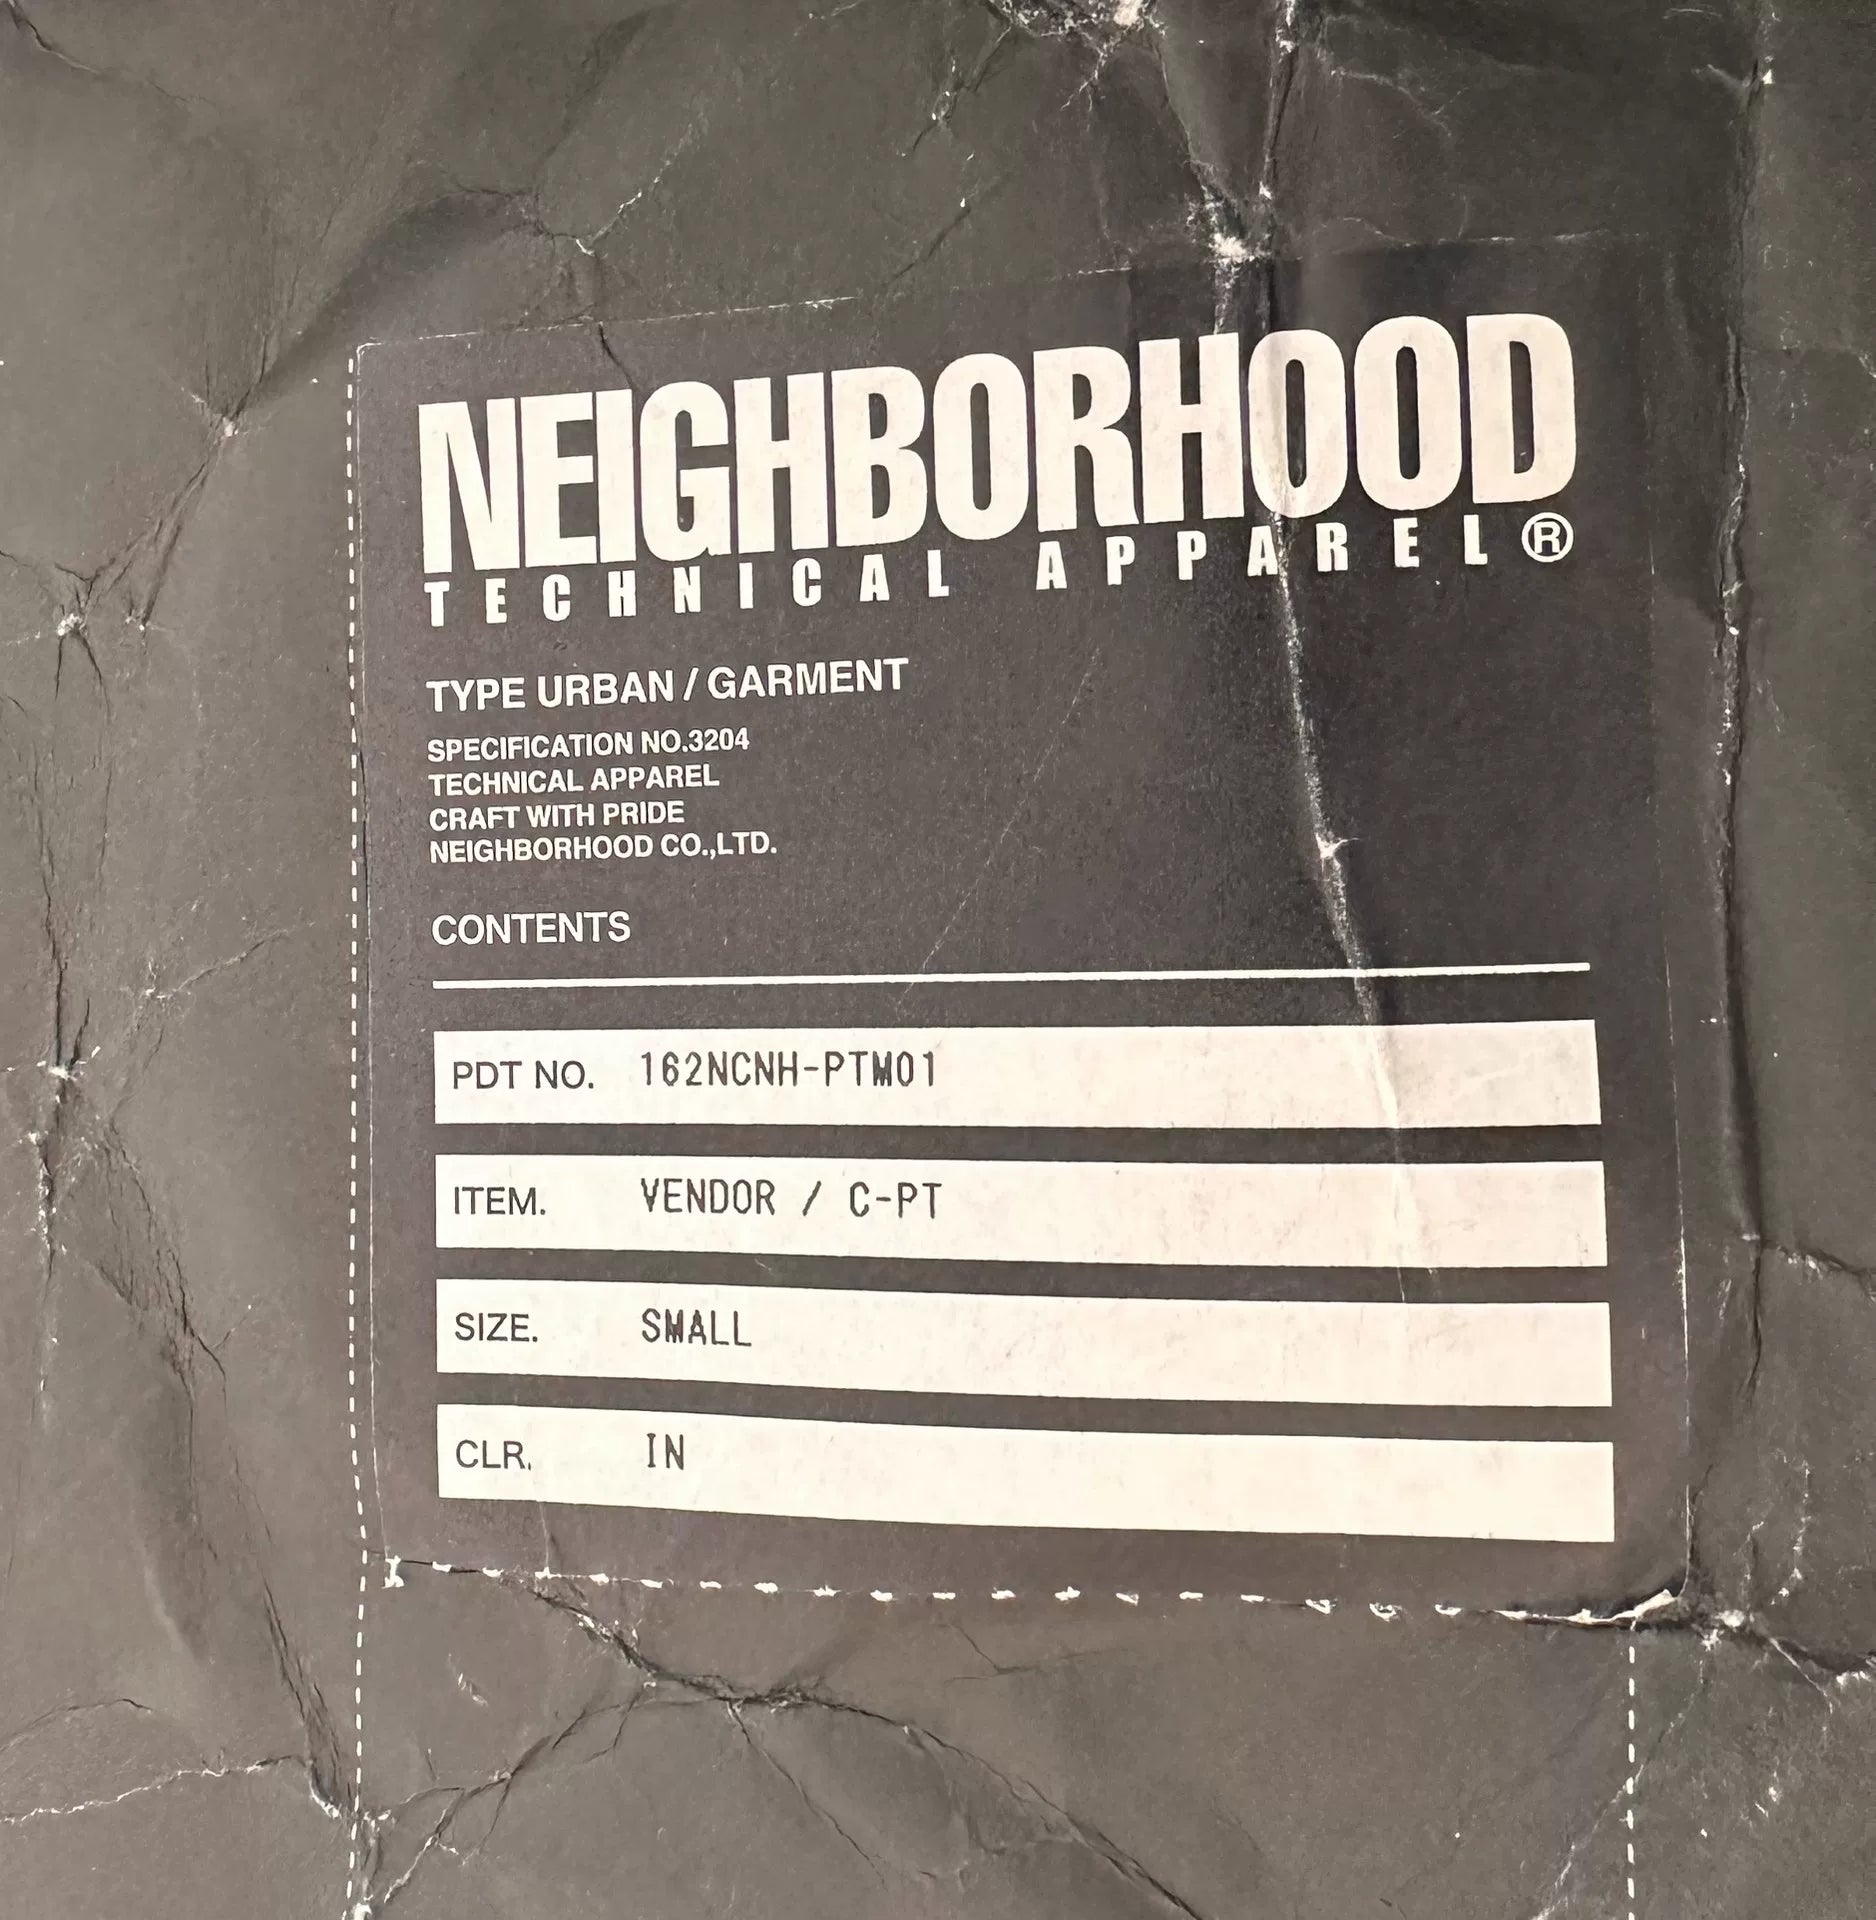 NEIGHBORHOOD
TECHNICAL APPAREL®
TYPE URBAN / GARMENT
SPECIFICATION NO.3204
TECHNICAL APPAREL
CRAFT WITH PRIDE
NEIGHBORHOOD CO.,LTD.
CONTENTS
PDT NO. 162NCNH-PTM01
ITEM. VENDOR / C-PT
SIZE. SMALL
CLR. IN